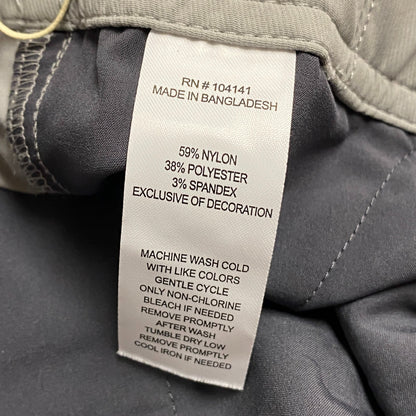 RN # 104141
MADE IN BANGLADESH
59% NYLON
38% POLYESTER
3% SPANDEX
EXCLUSIVE OF DECORATION
MACHINE WASH COLD
WITH LIKE COLORS
GENTLE CYCLE
ONLY NON-CHLORINE
BLEACH IF NEEDED
REMOVE PROMPTLY
AFTER WASH
TUMBLE DRY LOW
REMOVE PROMPTLY
COOL IRON IF NEEDED